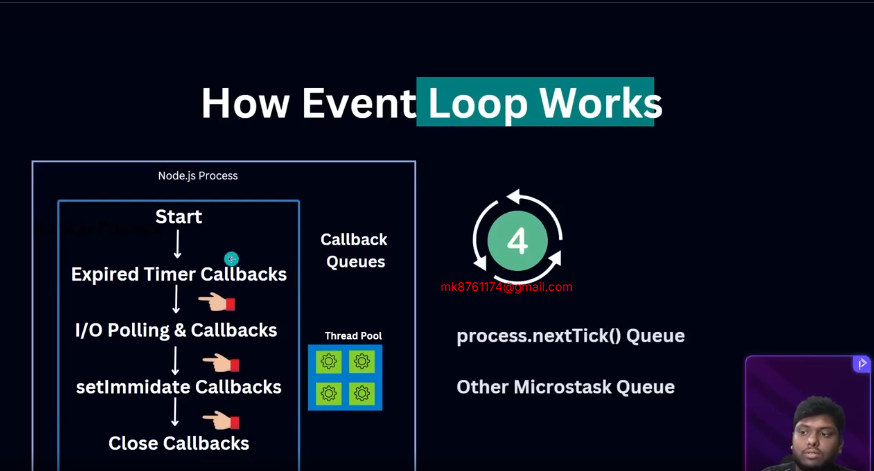 How Event Loop Works
Node.js Process
Start
Expired Timer Callbacks
I/O Polling & Callbacks
setImmidate Callbacks
Close Callbacks
Callback
Queues
Thread Pool
4
mk8761174@gmail.com
process.nextTick() Queue
Other Microstask Queue